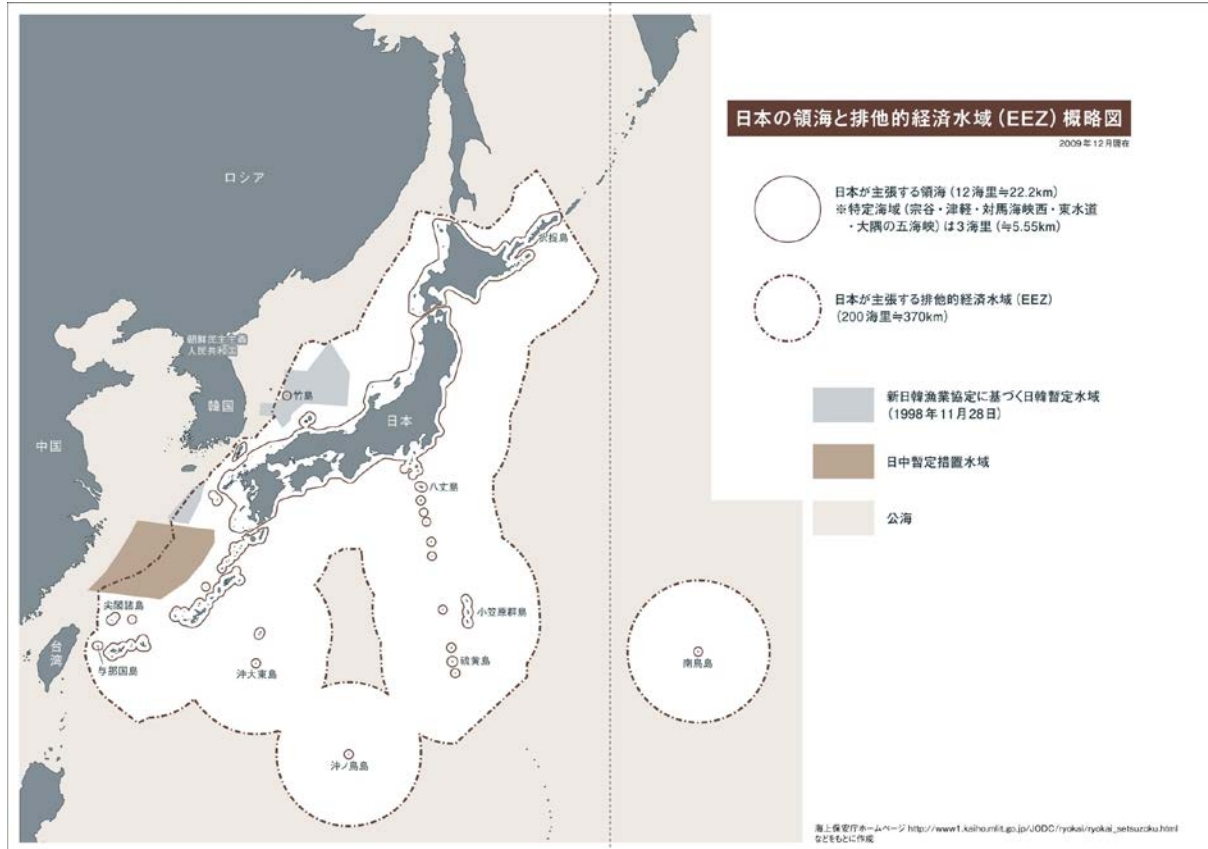 日本の領海と排他的経済水域（EEZ）概略図
2009年12月現在
日本が主張する領海（12海里≒22.2km）
※特定海域（宗谷・津軽・対馬海峡西・東水道
・大隅の五海峡）は3海里（≒5.55km）
日本が主張する排他的経済水域（EEZ）
（200海里≒370km）
新日韓漁業協定に基づく日韓暫定水域
（1998年11月28日）
日中暫定措置水域
公海
ロシア
択捉島
朝鮮民主主義
人民共和国
竹島
韓国
日本
中国
八丈島
尖閣諸島
小笠原群島
台湾
与那国島
沖大東島
硫黄島
南鳥島
沖ノ鳥島
海上保安庁ホームページ http://www1.kaiho.mlit.go.jp/JODC/ryokai/ryokai_setsuzoku.html
などをもとに作成